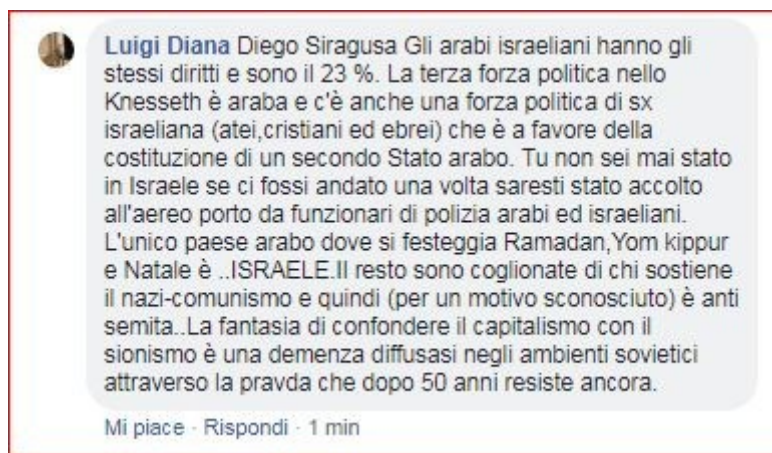 Luigi Diana Diego Siragusa Gli arabi israeliani hanno gli
stessi diritti e sono il 23 %. La terza forza politica nello
Knesseth è araba e c'è anche una forza politica di sx
israeliana (atei,cristiani ed ebrei) che è a favore della
costituzione di un secondo Stato arabo. Tu non sei mai stato
in Israele se ci fossi andato una volta saresti stato accolto
all'aereo porto da funzionari di polizia arabi ed israeliani.
L'unico paese arabo dove si festeggia Ramadan,Yom kippur
e Natale è ..ISRAELE.Il resto sono coglionate di chi sostiene
il nazi-comunismo e quindi (per un motivo sconosciuto) è anti
semita..La fantasia di confondere il capitalismo con il
sionismo è una demenza diffusasi negli ambienti sovietici
attraverso la pravda che dopo 50 anni resiste ancora.
Mi piace · Rispondi · 1 min